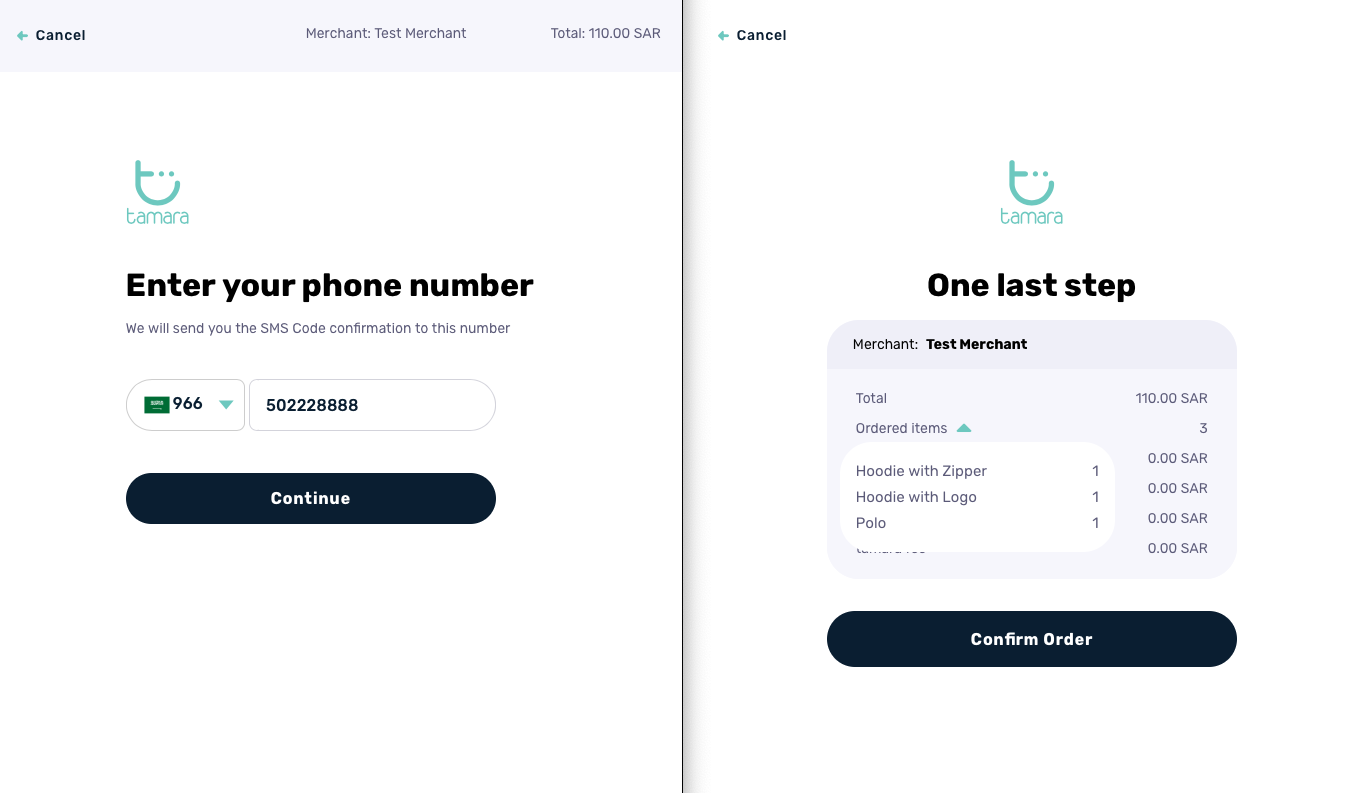 Cancel
Merchant: Test Merchant
Total: 110.00 SAR
tamara
Enter your phone number
We will send you the SMS Code confirmation to this number
966
502228888
Continue
Cancel
tamara
One last step
Merchant: Test Merchant
Total 110.00 SAR
Ordered items 3
0.00 SAR
Hoodie with Zipper 1
0.00 SAR
Hoodie with Logo 1
0.00 SAR
Polo 1
0.00 SAR
Confirm Order